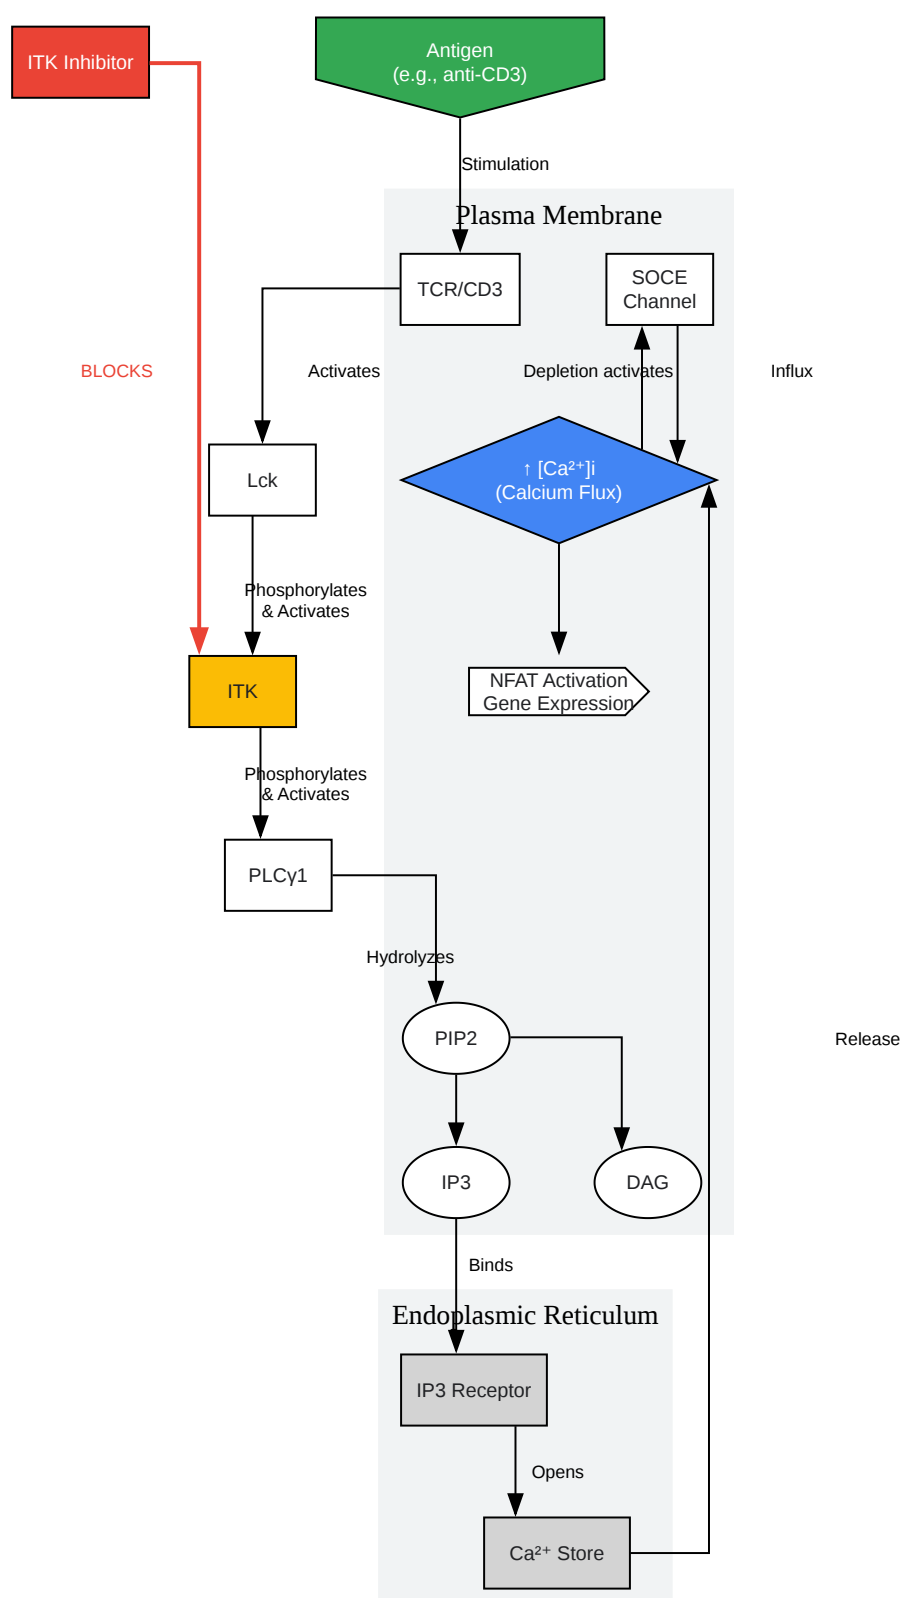 ITK Inhibitor
Antigen
(e.g., anti-CD3)
Stimulation
Plasma Membrane
TCR/CD3
SOCE
Channel
BLOCKS
Activates
Depletion activates
Influx
Lck
↑ [Ca²⁺]i
(Calcium Flux)
Phosphorylates
& Activates
ITK
NFAT Activation
Gene Expression
Phosphorylates
& Activates
PLCγ1
Hydrolyzes
PIP2
Release
IP3
DAG
Binds
Endoplasmic Reticulum
IP3 Receptor
Opens
Ca²⁺ Store